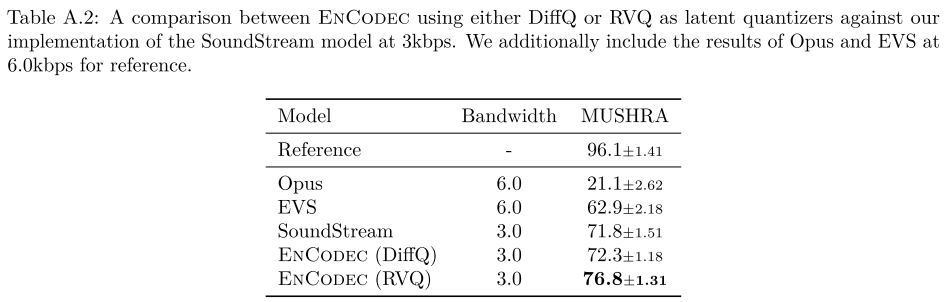 Table A.2: A comparison between ENCODEC using either DiffQ or RVQ as latent quantizers against our
implementation of the SoundStream model at 3kbps. We additionally include the results of Opus and EVS at
6.0kbps for reference.
Model Bandwidth MUSHRA
Reference - 96.1±1.41
Opus 6.0 21.1±2.62
EVS 6.0 62.9±2.18
SoundStream 3.0 71.8±1.51
ENCODEC (DiffQ) 3.0 72.3±1.18
ENCODEC (RVQ) 3.0 76.8±1.31